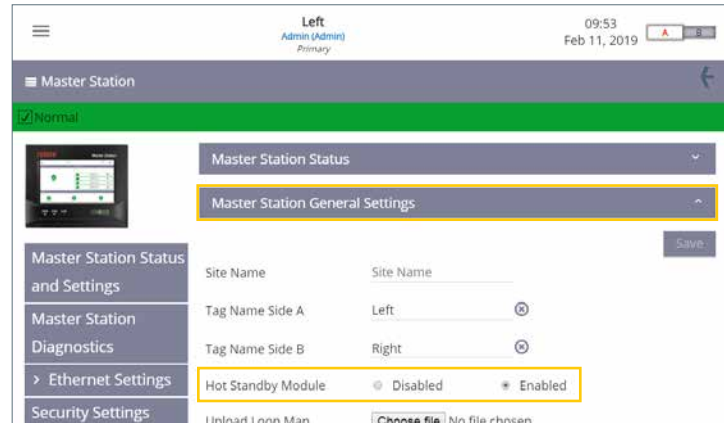 Left
Admin (Admin)
Primary
09:53
Feb 11, 2019
A B
Master Station
Normal
Master Station Status
Master Station General Settings
Save
Master Station Status
and Settings
Master Station
Diagnostics
> Ethernet Settings
Security Settings
Site Name Site Name
Tag Name Side A Left
Tag Name Side B Right
Hot Standby Module Disabled Enabled
Upload Loop Map Choose file No file chosen